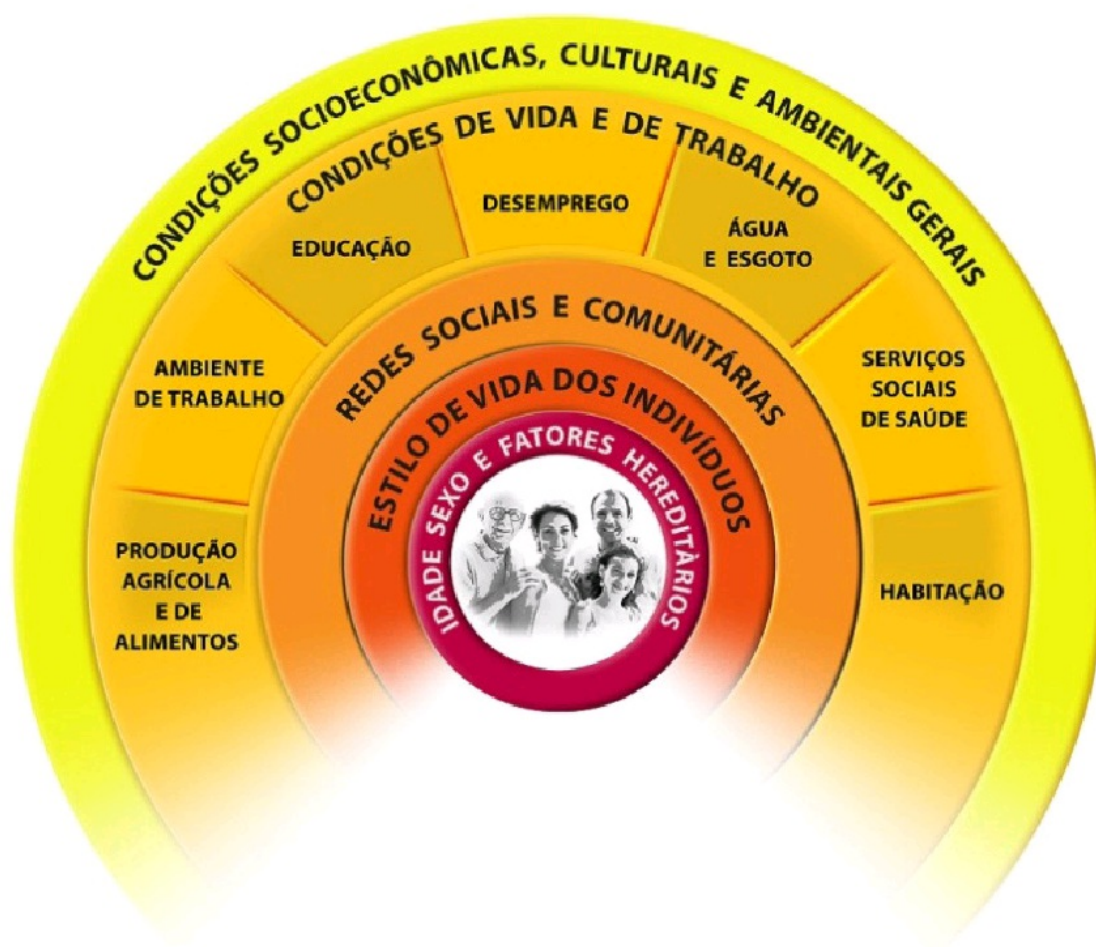 CONDIÇÕES SOCIOECONÔMICAS, CULTURAIS E AMBIENTAIS GERAIS
CONDIÇÕES DE VIDA E DE TRABALHO
PRODUÇÃO
AGRÍCOLA
E DE
ALIMENTOS
AMBIENTE
DE TRABALHO
EDUCAÇÃO
DESEMPREGO
ÁGUA
E ESGOTO
SERVIÇOS
SOCIAIS
DE SAÚDE
HABITAÇÃO
REDES SOCIAIS E COMUNITÁRIAS
ESTILO DE VIDA DOS INDIVÍDUOS
IDADE SEXO E FATORES HEREDITÀRIOS